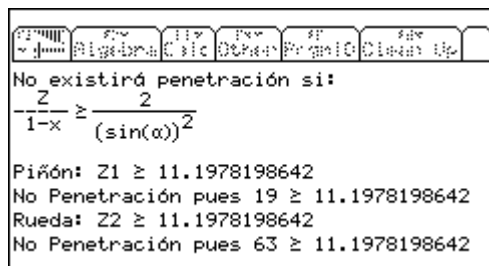 Algebra Calc Other PrgmIO Clean Up
No existirá penetración si:
Z/1-x ≥ 2/(sin(α))²
Piñón: Z1 ≥ 11.1978198642
No Penetración pues 19 ≥ 11.1978198642
Rueda: Z2 ≥ 11.1978198642
No Penetración pues 63 ≥ 11.1978198642